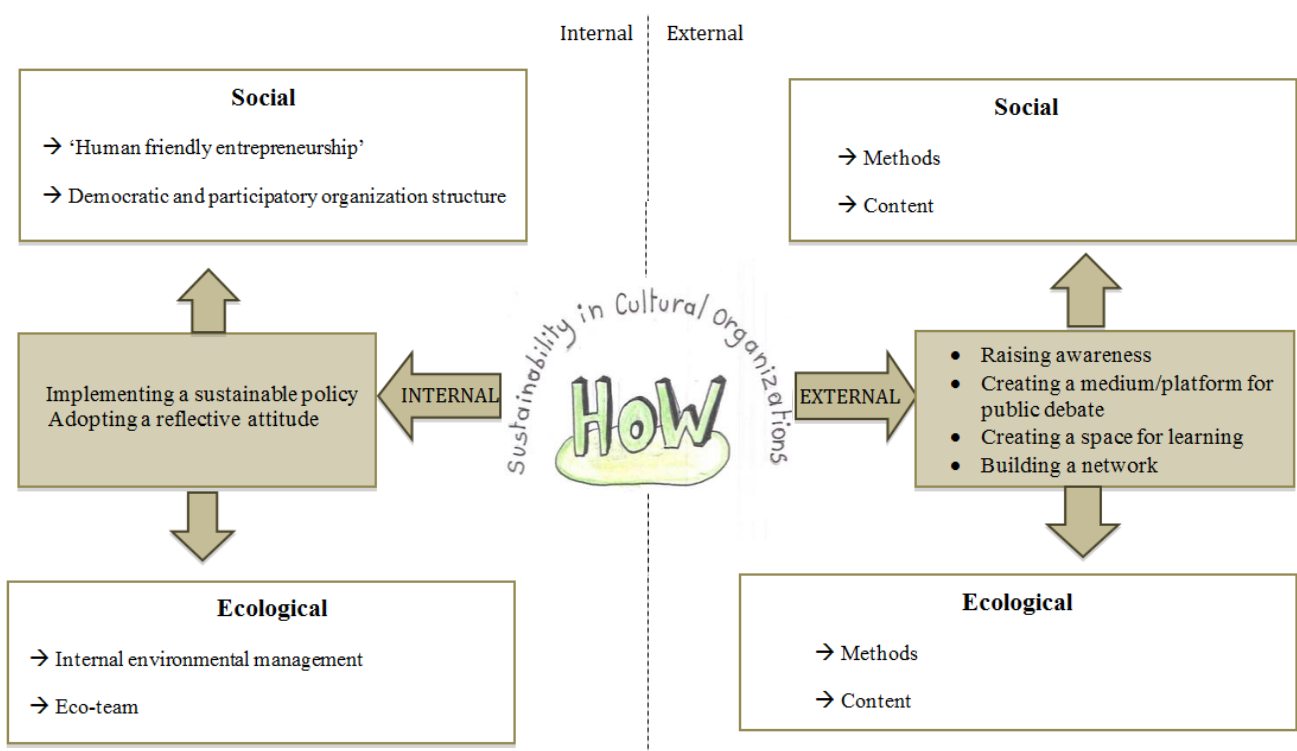 Internal
External
Social
→ ‘Human friendly entrepreneurship’
→ Democratic and participatory organization structure
Social
→ Methods
→ Content
Sustainability in Cultural Organizations
HoW
Implementing a sustainable policy
Adopting a reflective attitude
INTERNAL
EXTERNAL
• Raising awareness
• Creating a medium/platform for
public debate
• Creating a space for learning
• Building a network
Ecological
→ Internal environmental management
→ Eco-team
Ecological
→ Methods
→ Content